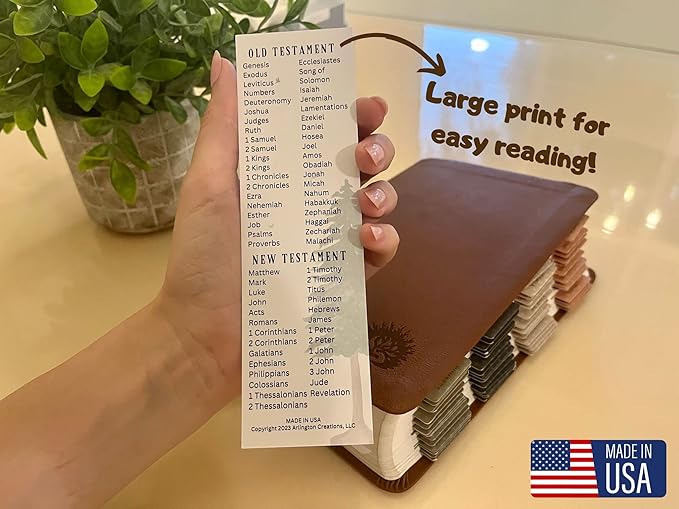 OLD TESTAMENT
Genesis
Exodus
Leviticus
Numbers
Deuteronomy
Joshua
Judges
Ruth
1 Samuel
2 Samuel
1 Kings
2 Kings
1 Chronicles
2 Chronicles
Ezra
Nehemiah
Esther
Job
Psalms
Proverbs
Ecclesiastes
Song of
Solomon
Isaiah
Jeremiah
Lamentations
Ezekiel
Daniel
Hosea
Joel
Amos
Obadiah
Jonah
Micah
Nahum
Habakkuk
Zephaniah
Haggai
Zechariah
Malachi
NEW TESTAMENT
Matthew
Mark
Luke
John
Acts
Romans
1 Corinthians
2 Corinthians
Galatians
Ephesians
Philippians
Colossians
1 Thessalonians
2 Thessalonians
1 Timothy
2 Timothy
Titus
Philemon
Hebrews
James
1 Peter
2 Peter
1 John
2 John
3 John
Jude
Revelation
MADE IN USA
Copyright 2023 Arlington Creations, LLC
Large print for
easy reading!
MADE IN
USA